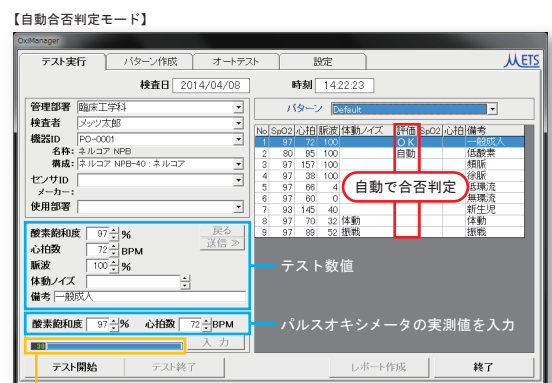 【自動合否判定モード】
OxiManager
テスト実行 パターン作成 オートテスト 設定 METS
検査日 2014/04/08 時刻 14:22:23
管理部署 臨床工学科
検査者 メッツ太郎
機器ID PO-0001
名称: ネルコア NPB
構成: ネルコア NPB-40 : ネルコア
センサID
メーカー:
使用部署
パターン Default
No SpO2 心拍 脈波 体動ノイズ 評価 SpO2 心拍 備考
1 97 72 100 OK 一般成人
2 80 95 100 自動 低酸素
3 97 157 100 頻脈
4 97 38 100 徐脈
5 97 66 4 低環流
6 97 60 0 無環流
7 93 145 40 新生児
8 97 70 32 体動 体動
9 97 89 52 振戦 振戦
自動で合否判定
酸素飽和度 97 % 戻る
心拍数 72 BPM 送信 ≫
脈波 100 %
体動ノイズ
備考 一般成人
テスト数値
酸素飽和度 97 % 心拍数 72 BPM
パルスオキシメータの実測値を入力
入力
テスト開始 テスト終了 レポート作成 終了